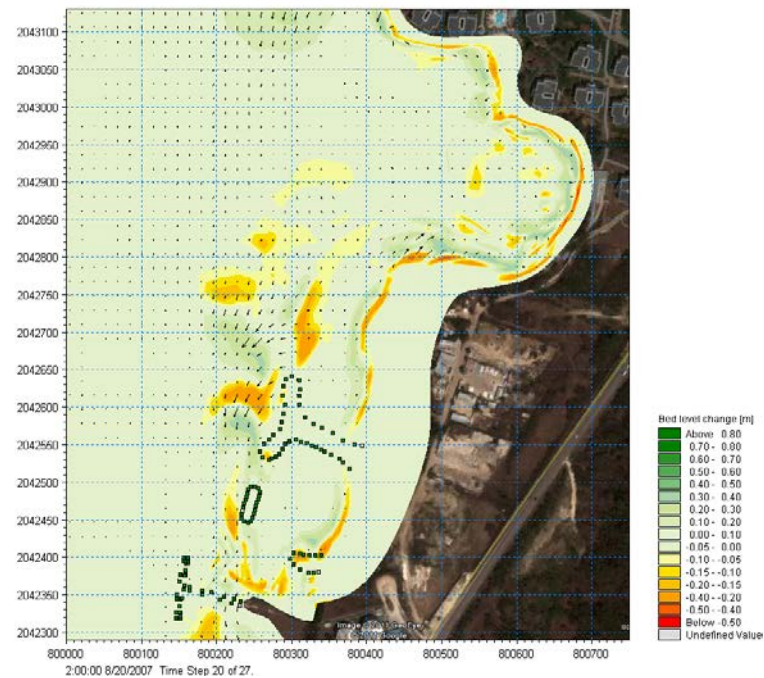 2043100
2043050
2043000
2042950
2042900
2042850
2042800
2042750
2042700
2042650
2042600
2042550
2042500
2042450
2042400
2042350
2042300
800000 800100 800200 800300 800400 800500 800600 800700
2:00:00 8/20/2007 Time Step 20 of 27.
Bed level change [m]
Above 0.80
0.70 - 0.80
0.60 - 0.70
0.50 - 0.60
0.40 - 0.50
0.30 - 0.40
0.20 - 0.30
0.10 - 0.20
0.00 - 0.10
-0.05 - 0.00
-0.10 - -0.05
-0.15 - -0.10
-0.20 - -0.15
-0.40 - -0.20
-0.50 - -0.40
Below -0.50
Undefined Value
Image